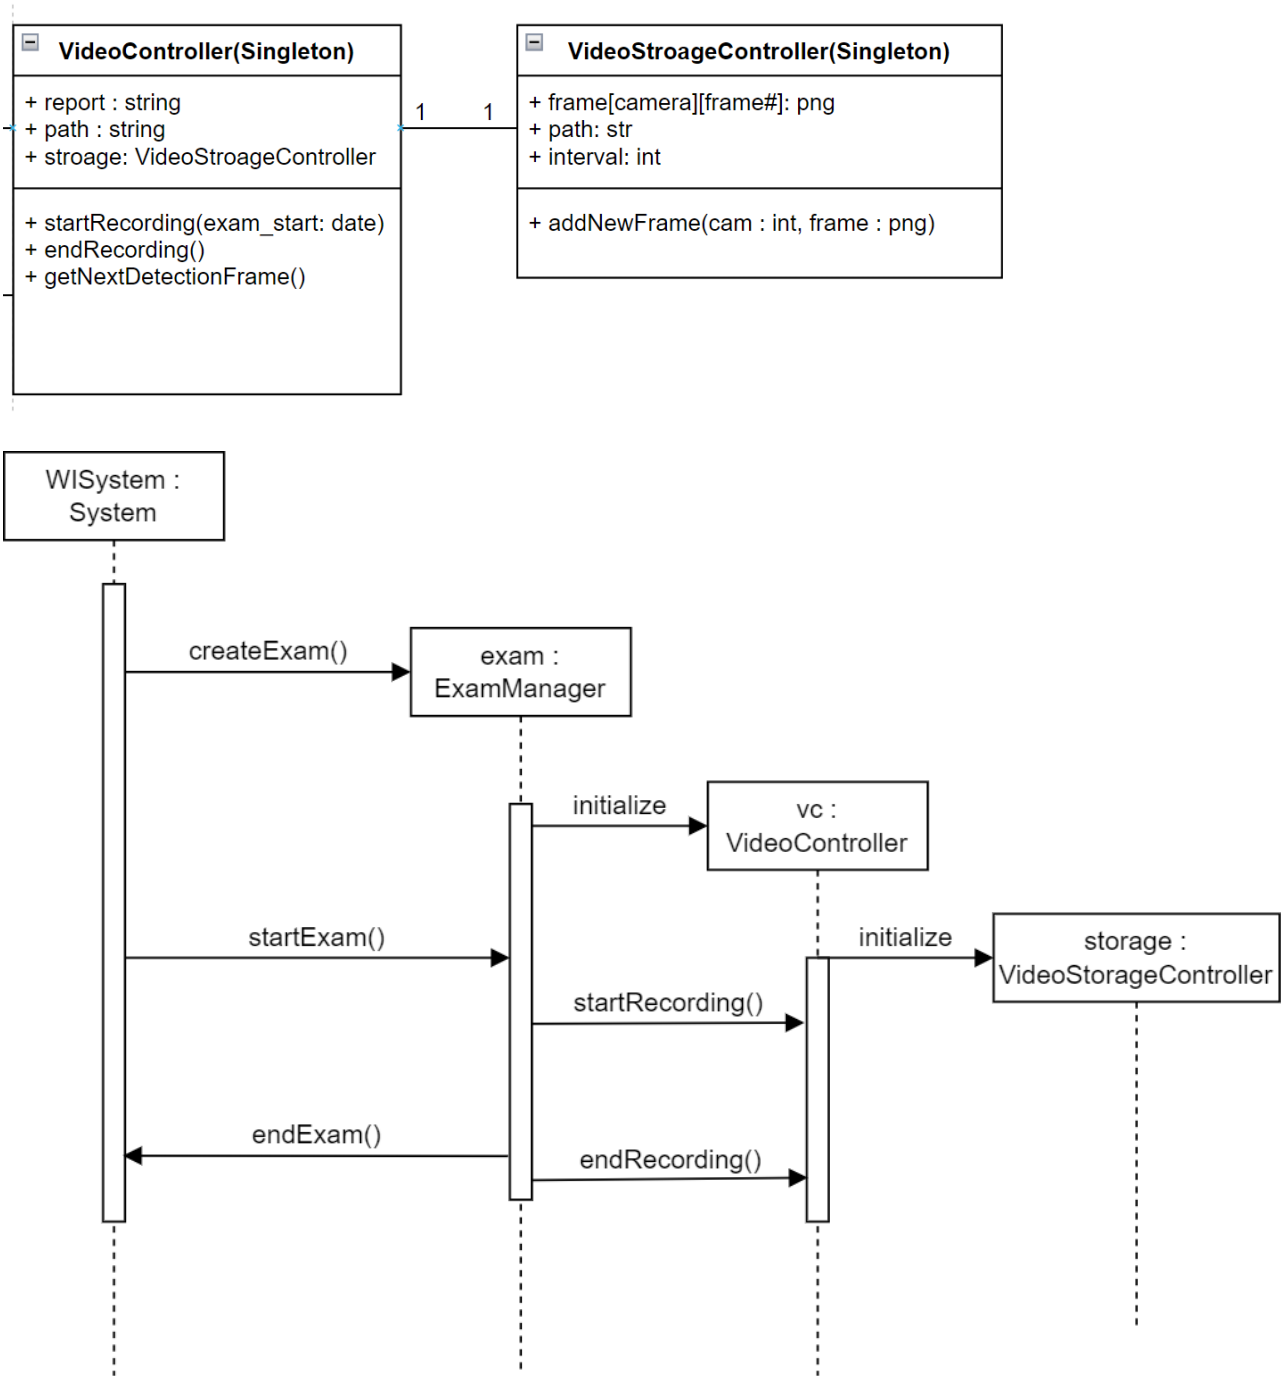 VideoController(Singleton)
+ report : string
+ path : string
+ stroage: VideoStroageController
+ startRecording(exam_start: date)
+ endRecording()
+ getNextDetectionFrame()
1
1
VideoStroageController(Singleton)
+ frame[camera][frame#]: png
+ path: str
+ interval: int
+ addNewFrame(cam : int, frame : png)
WISystem :
System
createExam()
exam :
ExamManager
initialize
vc :
VideoController
startExam()
initialize
storage :
VideoStorageController
startRecording()
endExam()
endRecording()